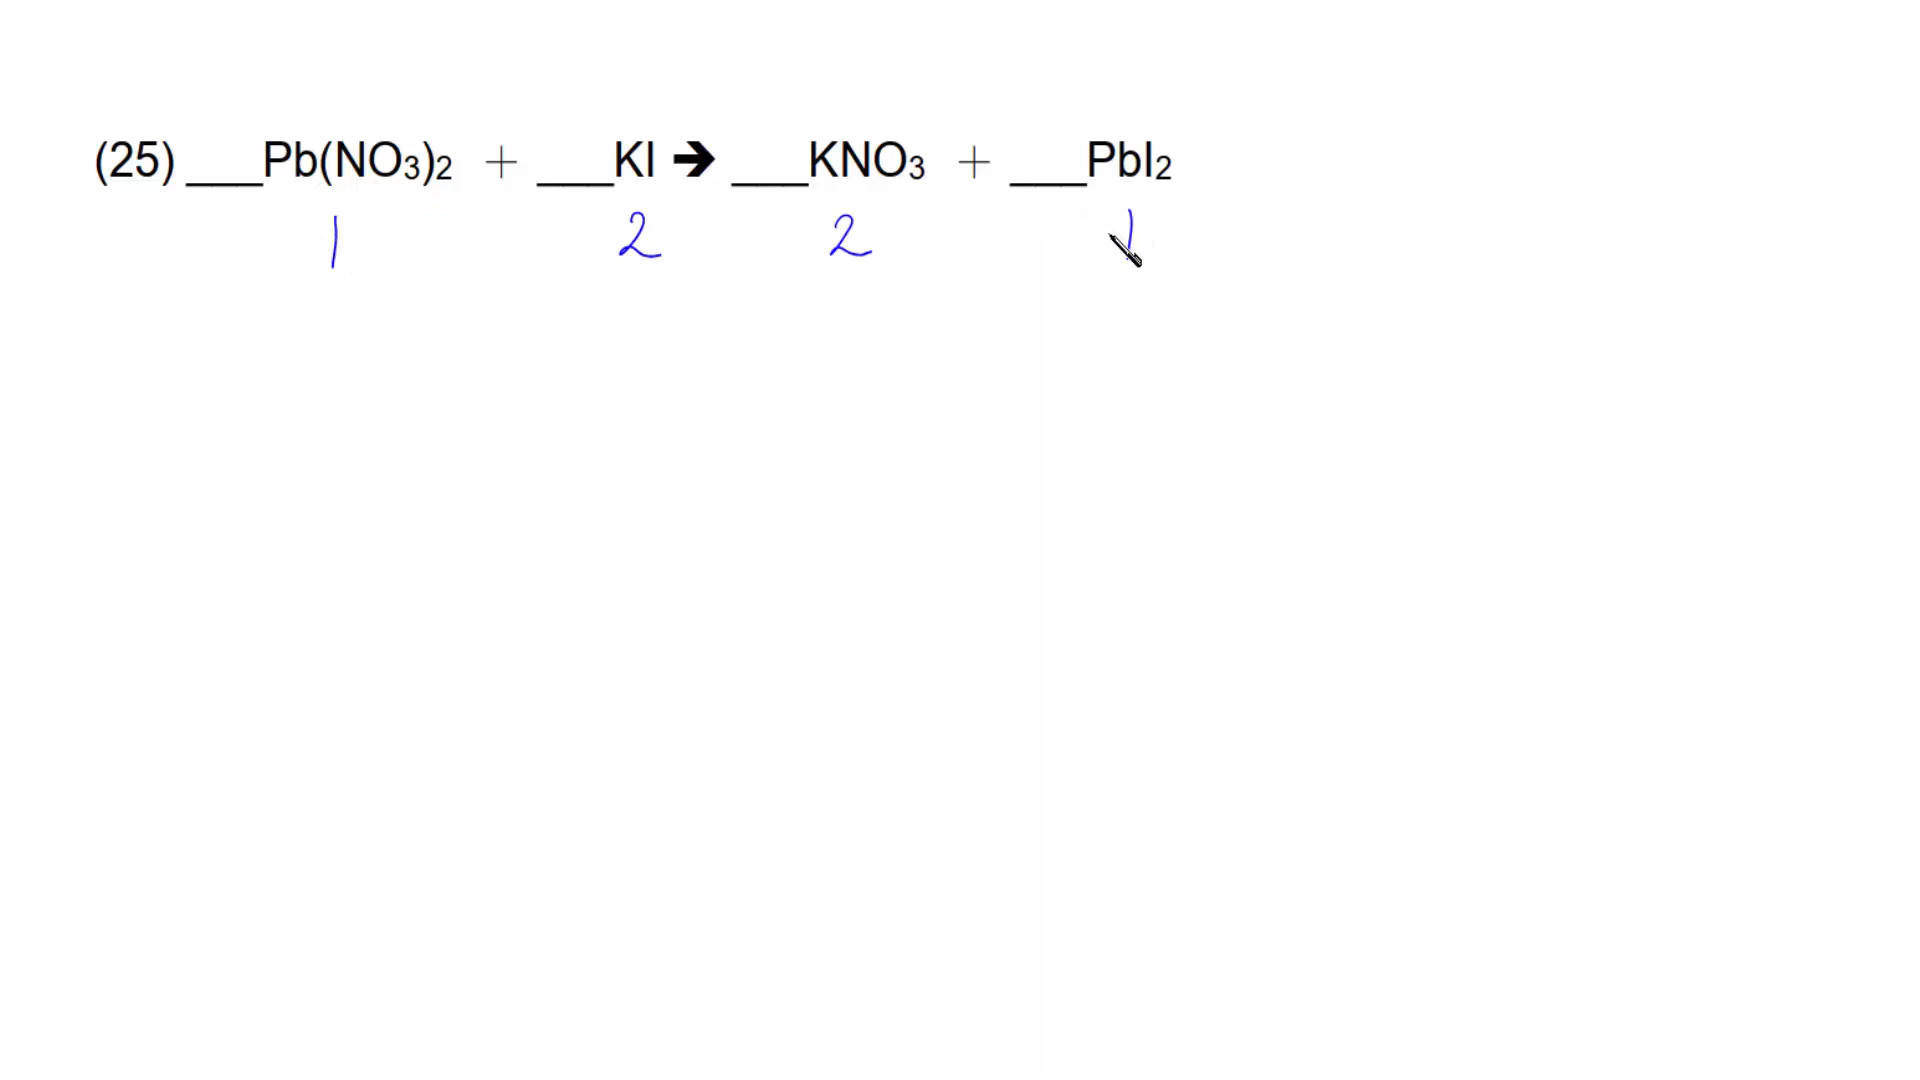 (25) ___Pb(NO3)2 + ___KI ➔ ___KNO3 + ___PbI2
1 2 2 1